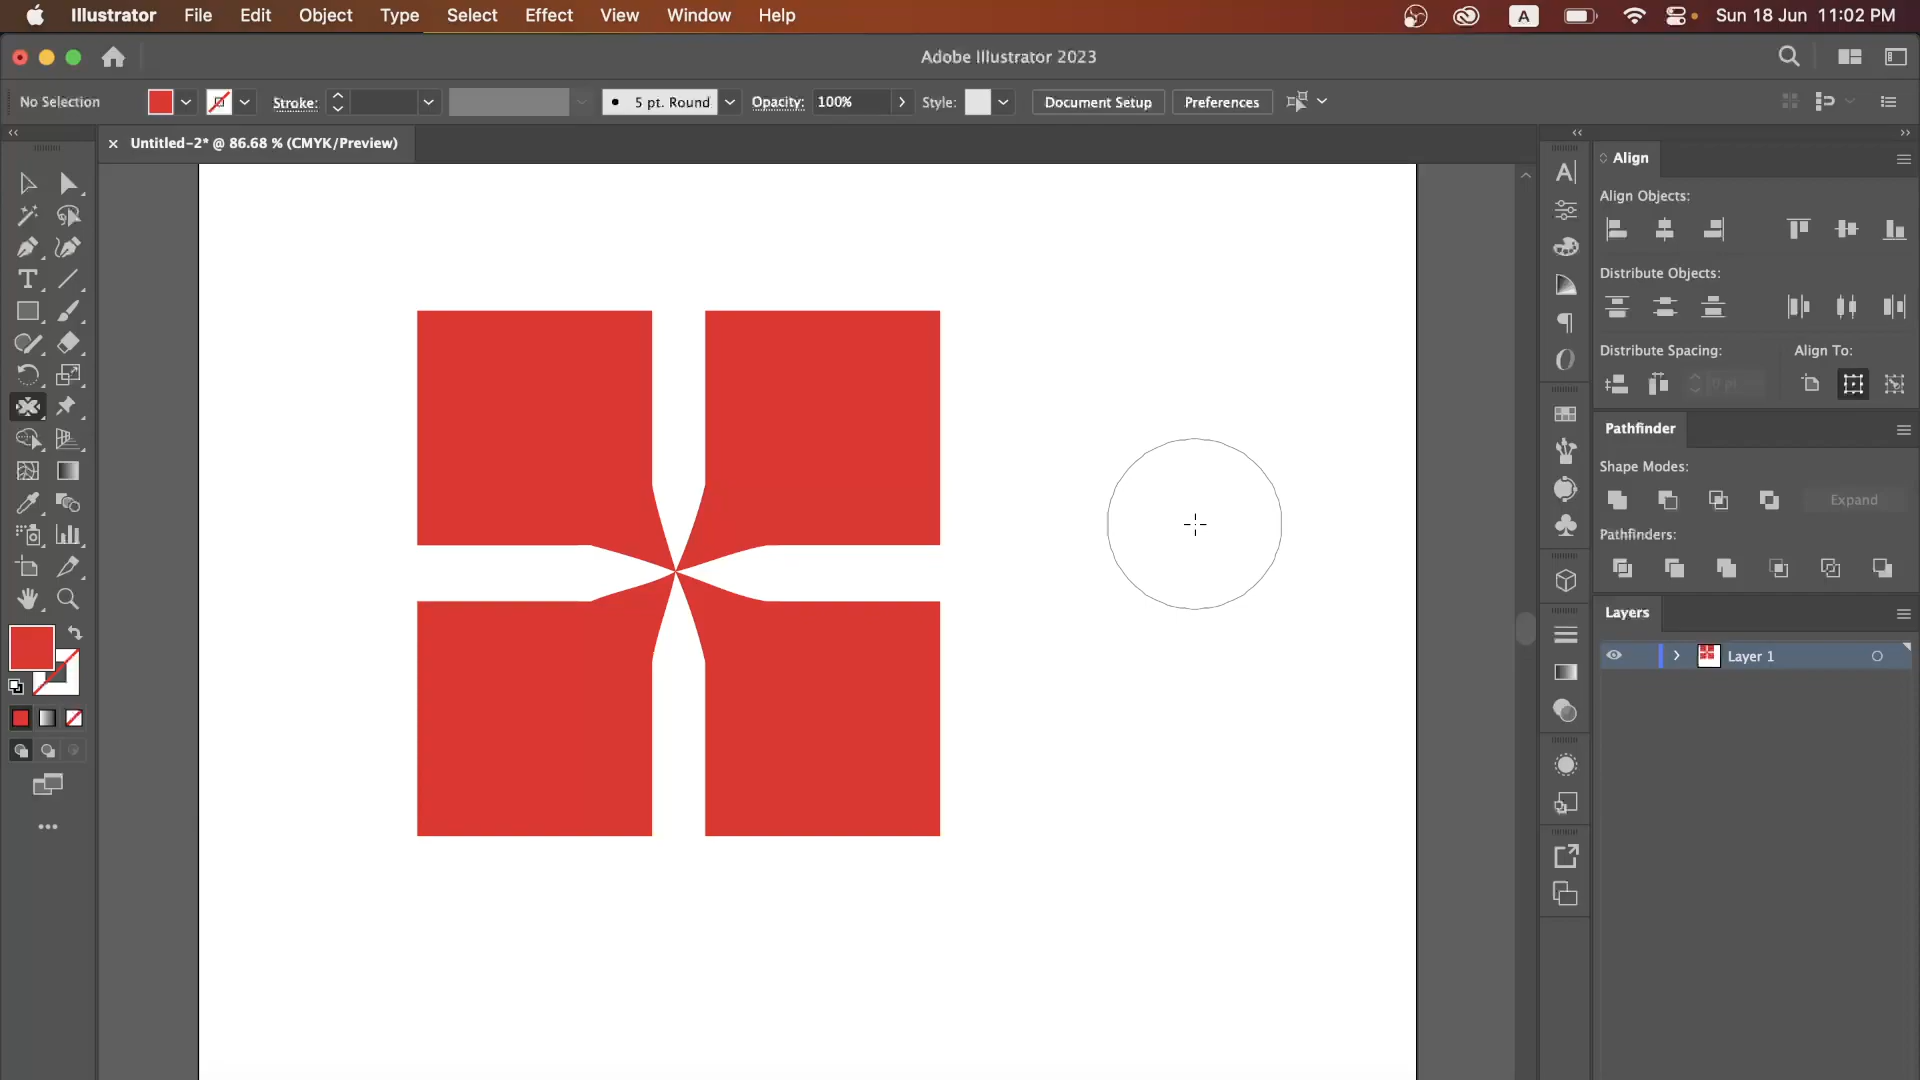 Illustrator File Edit Object Type Select Effect View Window Help
A
Sun 18 Jun 11:02 PM
Adobe Illustrator 2023
No Selection
Stroke:
5 pt. Round
Opacity: 100%
Style:
Document Setup
Preferences
Untitled-2* @ 86.68 % (CMYK/Preview)
Align
Align Objects:
Distribute Objects:
Distribute Spacing:
Align To:
0 pt
Pathfinder
Shape Modes:
Expand
Pathfinders:
Layers
Layer 1